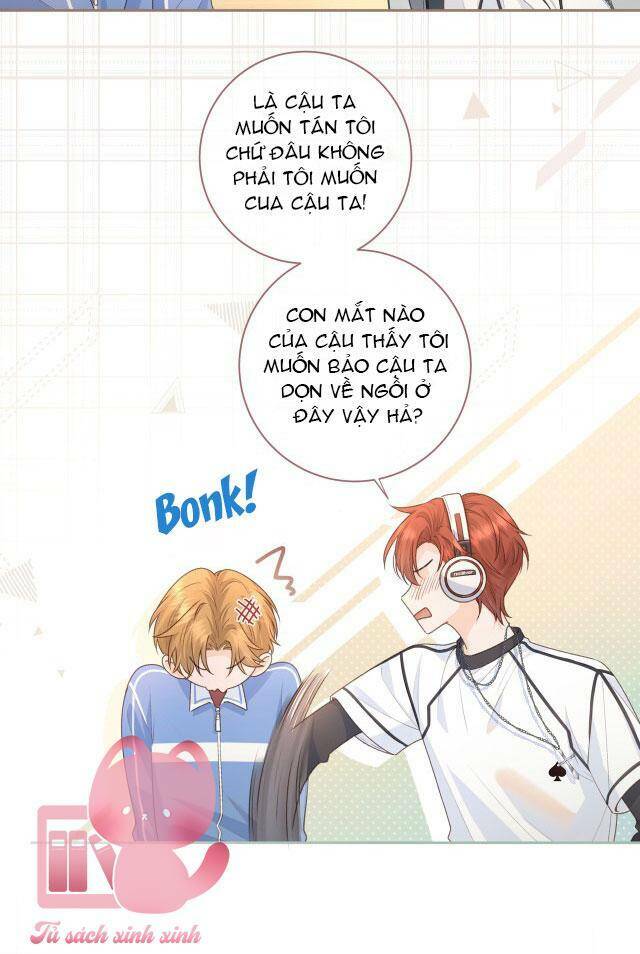 LÀ CẬU TA
MUỐN TÁN TÔI
CHỨ ĐÂU KHÔNG
PHẢI TÔI MUỐN
CUA CẬU TA!
CON MẮT NÀO
CỦA CẬU THẤY TÔI
MUỐN BẢO CẬU TA
DỌN VỀ NGỒI Ở
ĐÂY VẬY HẢ?
Bonk!
Tủ sách xinh xinh